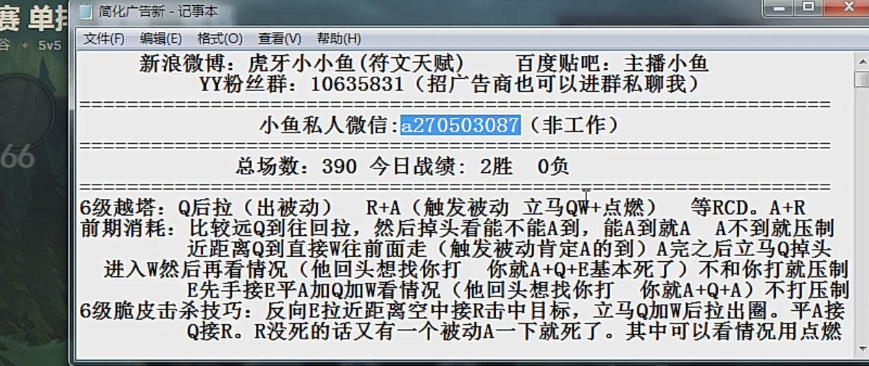 赛 单排
谷 5v5
66
简化广告新 - 记事本
文件(F) 编辑(E) 格式(O) 查看(V) 帮助(H)
新浪微博：虎牙小小鱼(符文天赋) 百度贴吧：主播小鱼
YY粉丝群：10635831（招广告商也可以进群私聊我）
小鱼私人微信:a270503087（非工作）
总场数：390 今日战绩: 2胜 0负
6级越塔：Q后拉（出被动） R+A（触发被动 立马QW+点燃） 等RCD。A+R
前期消耗：比较远Q到往回拉，然后掉头看能不能A到，能A到就A A不到就压制
近距离Q到直接W往前面走（触发被动肯定A的到）A完之后立马Q掉头
进入W然后再看情况（他回头想找你打 你就A+Q+E基本死了）不和你打就压制
E先手接E平A加Q加W看情况（他回头想找你打 你就A+Q+A）不打压制
6级脆皮击杀技巧：反向E拉近距离空中接R击中目标，立马Q加W后拉出圈。平A接
Q接R。R没死的话又有一个被动A一下就死了。其中可以看情况用点燃